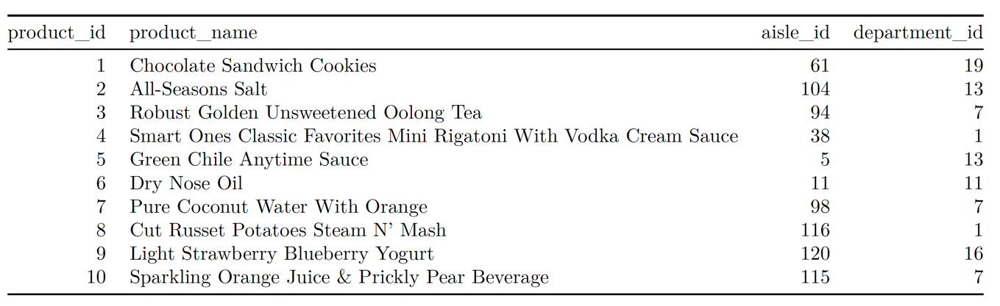 product_id product_name aisle_id department_id
1 Chocolate Sandwich Cookies 61 19
2 All-Seasons Salt 104 13
3 Robust Golden Unsweetened Oolong Tea 94 7
4 Smart Ones Classic Favorites Mini Rigatoni With Vodka Cream Sauce 38 1
5 Green Chile Anytime Sauce 5 13
6 Dry Nose Oil 11 11
7 Pure Coconut Water With Orange 98 7
8 Cut Russet Potatoes Steam N’ Mash 116 1
9 Light Strawberry Blueberry Yogurt 120 16
10 Sparkling Orange Juice & Prickly Pear Beverage 115 7